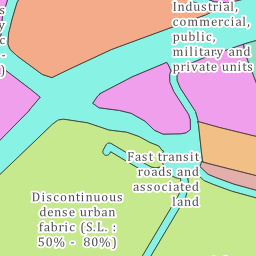 Industrial,
commercial,
public,
military and
private units
Fast transit
roads and
associated
land
Discontinuous
dense urban
fabric (S.L. :
50% - 80%)